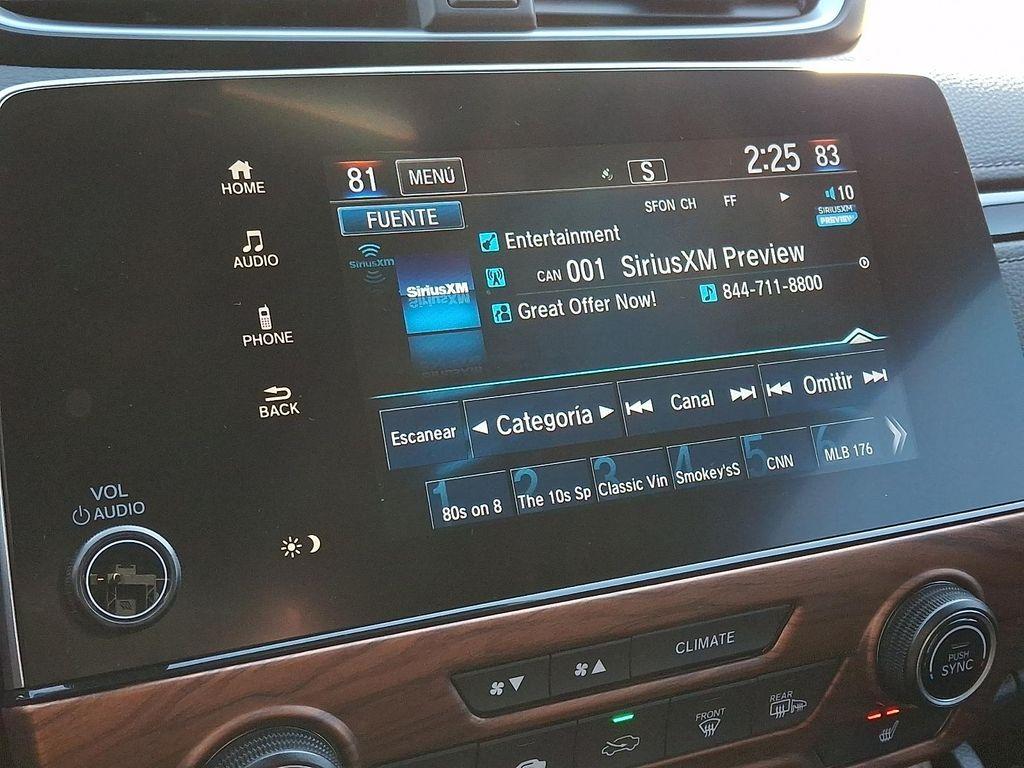 HOME
AUDIO
PHONE
BACK
VOL
AUDIO
81 MENÚ S 2:25 83
FUENTE SFON CH FF 10
SIRIUSXM
PREVIEW
SiriusXM
SiriusXM
Entertainment
CAN 001 SiriusXM Preview
Great Offer Now! 844-711-8800
Escanear Categoría Canal Omitir
1 80s on 8
2 The 10s Sp
3 Classic Vin
4 Smokey'sS
5 CNN
6 MLB 176
CLIMATE
PUSH
SYNC
FRONT
REAR